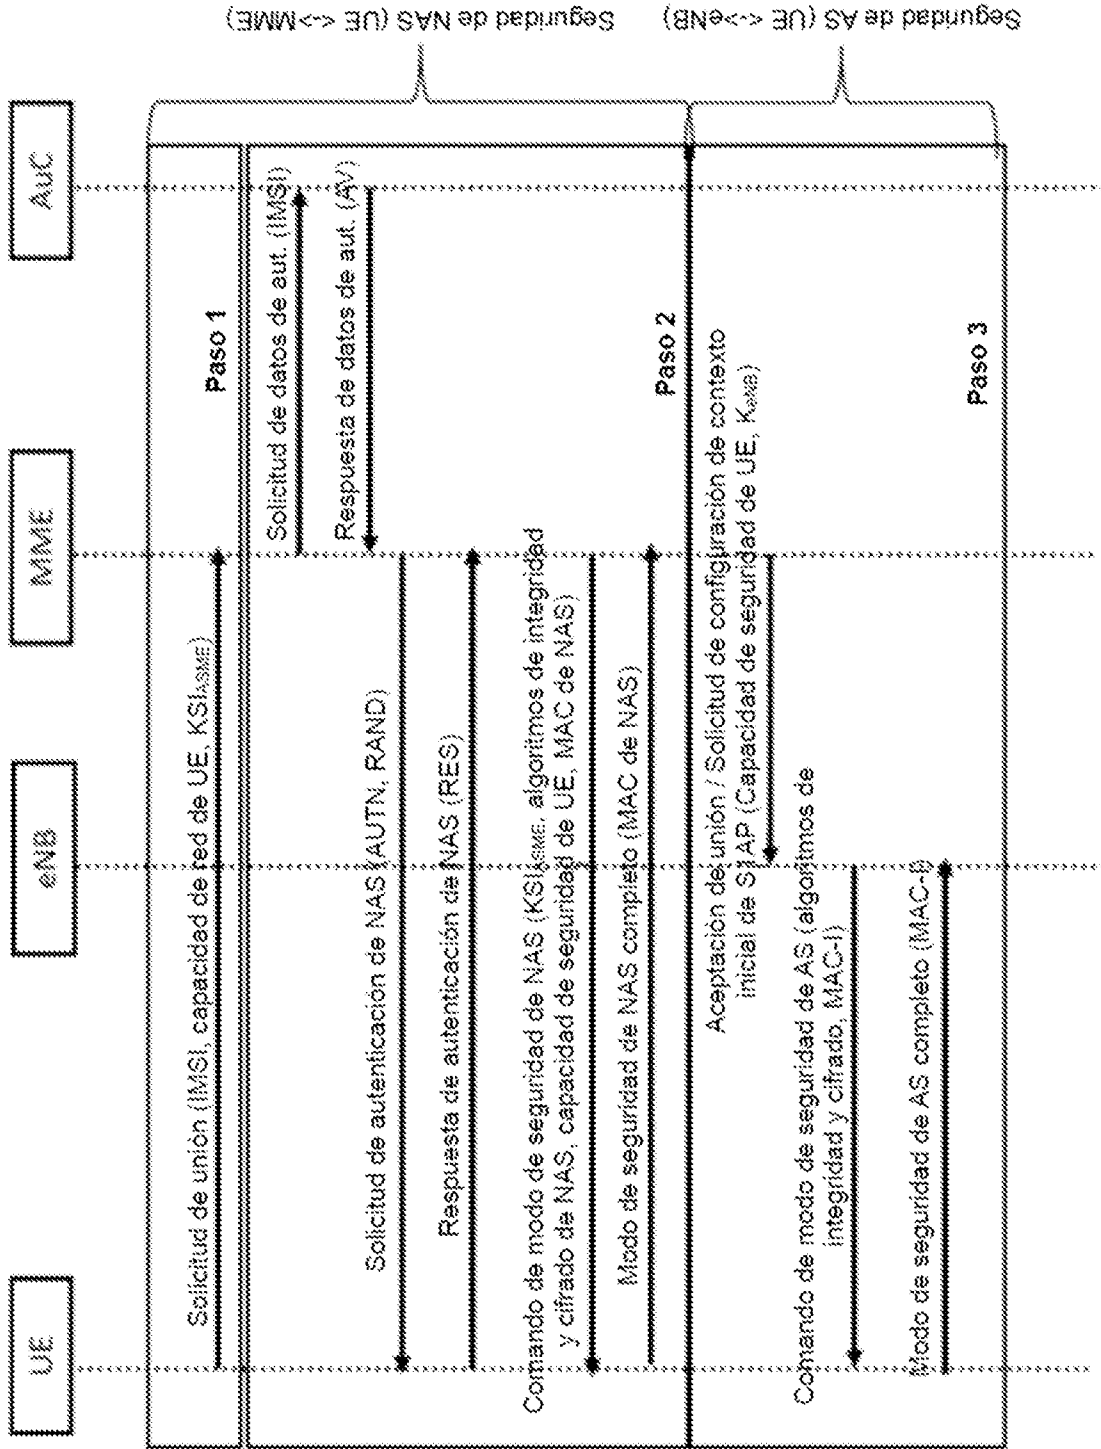 UE
eNB
MME
AuC
Solicitud de unión (IMSI, capacidad de red de UE, KSIASME)
Paso 1
Solicitud de datos de aut. (IMSI)
Respuesta de datos de aut. (AV)
Solicitud de autenticación de NAS (AUTN, RAND)
Respuesta de autenticación de NAS (RES)
Comando de modo de seguridad de NAS (KSIASME, algoritmos de integridad
y cifrado de NAS, capacidad de seguridad de UE, MAC de NAS)
Modo de seguridad de NAS completo (MAC de NAS)
Paso 2
Aceptación de unión / Solicitud de configuración de contexto
inicial de S1AP (Capacidad de seguridad de UE, KeNB)
Comando de modo de seguridad de AS (algoritmos de
integridad y cifrado, MAC-I)
Modo de seguridad de AS completo (MAC-I)
Paso 3
Seguridad de NAS (UE <->MME)
Seguridad de AS (UE <->eNB)